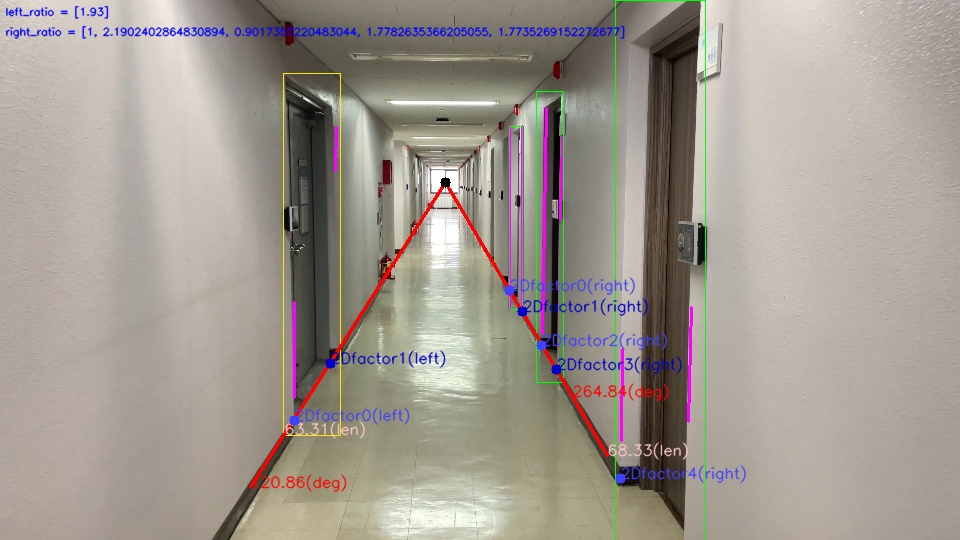 left_ratio = [1.93]
right_ratio = [1, 2.1902402864830894, 0.9017357220483044, 1.7782635366205055, 1.7735269152272677]
2Dfactor0(right)
2Dfactor1(right)
2Dfactor2(right)
2Dfactor1(left)
2Dfactor3(right)
264.84(deg)
2Dfactor0(left)
63.31(len)
68.33(len)
2Dfactor4(right)
20.86(deg)